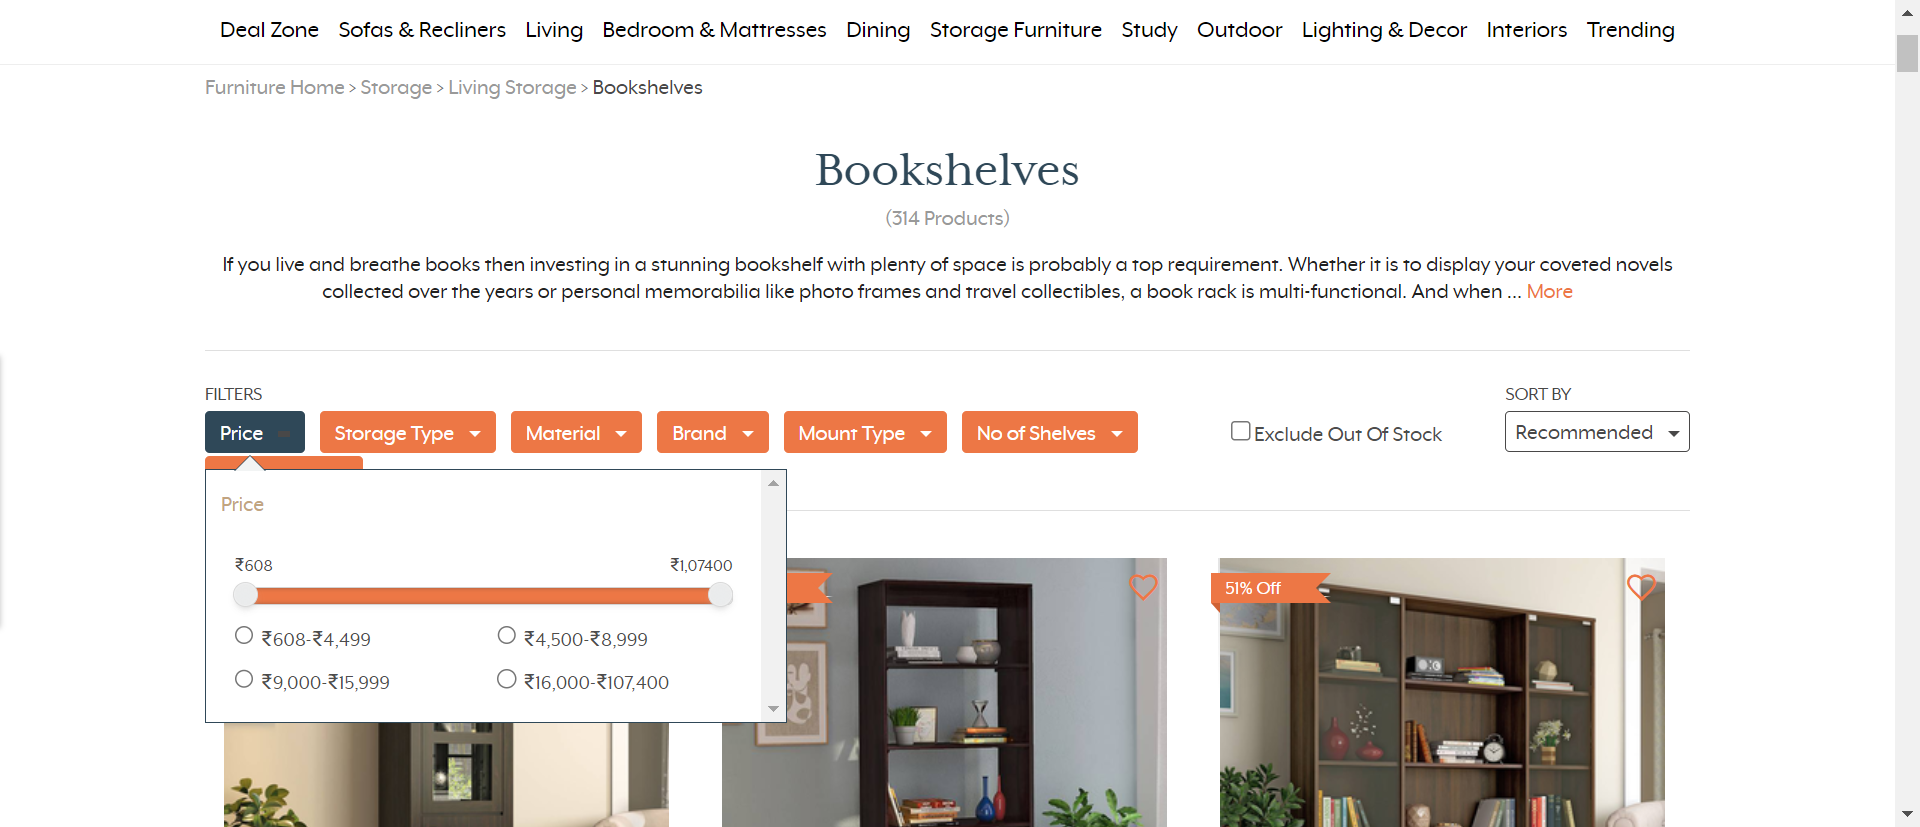 Deal Zone Sofas & Recliners Living Bedroom & Mattresses Dining Storage Furniture Study Outdoor Lighting & Decor Interiors Trending
Furniture Home > Storage > Living Storage > Bookshelves
Bookshelves
(314 Products)
If you live and breathe books then investing in a stunning bookshelf with plenty of space is probably a top requirement. Whether it is to display your coveted novels
collected over the years or personal memorabilia like photo frames and travel collectibles, a book rack is multi-functional. And when ... More
FILTERS
SORT BY
Price Storage Type Material Brand Mount Type No of Shelves Exclude Out Of Stock Recommended
Price
₹608 ₹1,07400
₹608-₹4,499 ₹4,500-₹8,999
₹9,000-₹15,999 ₹16,000-₹107,400
51% Off